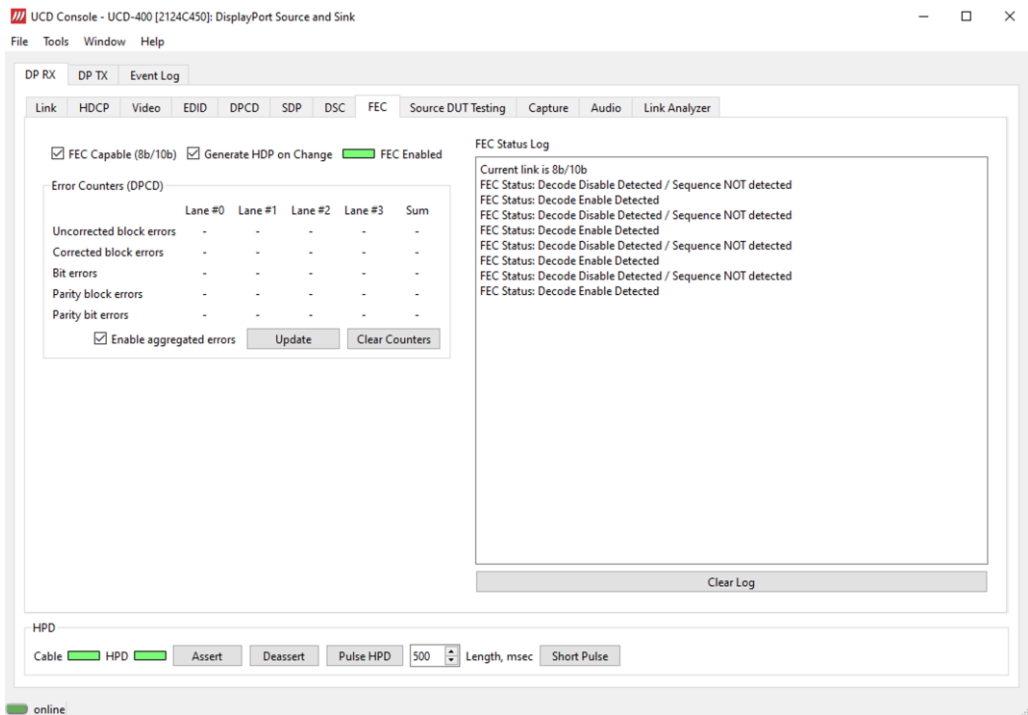 UCD Console - UCD-400 [2124C450]: DisplayPort Source and Sink
File Tools Window Help
DP RX DP TX Event Log
Link HDCP Video EDID DPCD SDP DSC FEC Source DUT Testing Capture Audio Link Analyzer
FEC Capable (8b/10b) Generate HDP on Change FEC Enabled
Error Counters (DPCD)
Lane #0 Lane #1 Lane #2 Lane #3 Sum
Uncorrected block errors - - - - -
Corrected block errors - - - - -
Bit errors - - - - -
Parity block errors - - - - -
Parity bit errors - - - - -
Enable aggregated errors Update Clear Counters
FEC Status Log
Current link is 8b/10b
FEC Status: Decode Disable Detected / Sequence NOT detected
FEC Status: Decode Enable Detected
FEC Status: Decode Disable Detected / Sequence NOT detected
FEC Status: Decode Enable Detected
FEC Status: Decode Disable Detected / Sequence NOT detected
FEC Status: Decode Enable Detected
FEC Status: Decode Disable Detected / Sequence NOT detected
FEC Status: Decode Enable Detected
Clear Log
HPD
Cable HPD Assert Deassert Pulse HPD 500 Length, msec Short Pulse
online